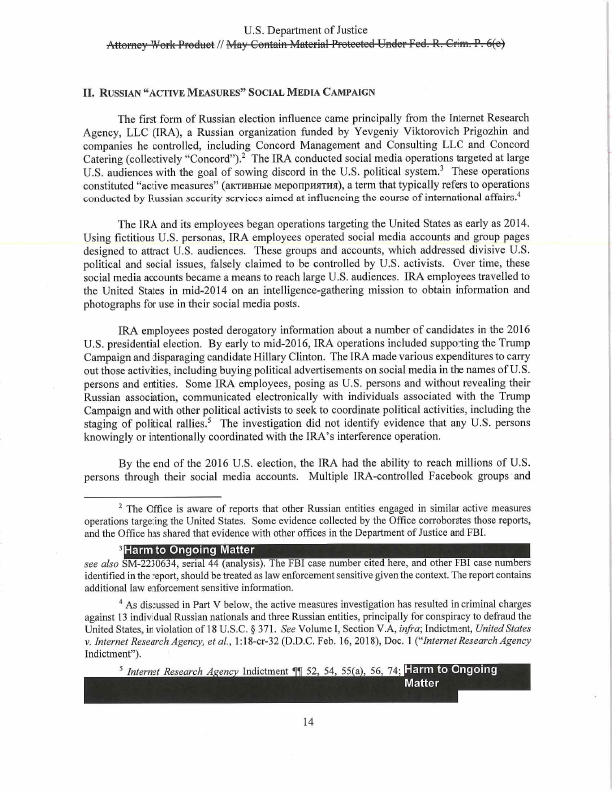 U.S. Department of Justice
Attorney Work Product // May Contain Material Protected Under Fed. R. Crim. P. 6(e)
II. RUSSIAN “ACTIVE MEASURES” SOCIAL MEDIA CAMPAIGN
The first form of Russian election influence came principally from the Internet Research
Agency, LLC (IRA), a Russian organization funded by Yevgeniy Viktorovich Prigozhin and
companies he controlled, including Concord Management and Consulting LLC and Concord
Catering (collectively “Concord”).2 The IRA conducted social media operations targeted at large
U.S. audiences with the goal of sowing discord in the U.S. political system.3 These operations
constituted “active measures” (активные мероприятия), a term that typically refers to operations
conducted by Russian security services aimed at influencing the course of international affairs.4
The IRA and its employees began operations targeting the United States as early as 2014.
Using fictitious U.S. personas, IRA employees operated social media accounts and group pages
designed to attract U.S. audiences. These groups and accounts, which addressed divisive U.S.
political and social issues, falsely claimed to be controlled by U.S. activists. Over time, these
social media accounts became a means to reach large U.S. audiences. IRA employees travelled to
the United States in mid-2014 on an intelligence-gathering mission to obtain information and
photographs for use in their social media posts.
IRA employees posted derogatory information about a number of candidates in the 2016
U.S. presidential election. By early to mid-2016, IRA operations included supporting the Trump
Campaign and disparaging candidate Hillary Clinton. The IRA made various expenditures to carry
out those activities, including buying political advertisements on social media in the names of U.S.
persons and entities. Some IRA employees, posing as U.S. persons and without revealing their
Russian association, communicated electronically with individuals associated with the Trump
Campaign and with other political activists to seek to coordinate political activities, including the
staging of political rallies.5 The investigation did not identify evidence that any U.S. persons
knowingly or intentionally coordinated with the IRA’s interference operation.
By the end of the 2016 U.S. election, the IRA had the ability to reach millions of U.S.
persons through their social media accounts. Multiple IRA-controlled Facebook groups and
2 The Office is aware of reports that other Russian entities engaged in similar active measures
operations targeting the United States. Some evidence collected by the Office corroborates those reports,
and the Office has shared that evidence with other offices in the Department of Justice and FBI.
3 Harm to Ongoing Matter
see also SM-2230634, serial 44 (analysis). The FBI case number cited here, and other FBI case numbers
identified in the report, should be treated as law enforcement sensitive given the context. The report contains
additional law enforcement sensitive information.
4 As discussed in Part V below, the active measures investigation has resulted in criminal charges
against 13 individual Russian nationals and three Russian entities, principally for conspiracy to defraud the
United States, in violation of 18 U.S.C. § 371. See Volume I, Section V.A, infra; Indictment, United States
v. Internet Research Agency, et al., 1:18-cr-32 (D.D.C. Feb. 16, 2018), Doc. 1 (“Internet Research Agency
Indictment”).
5 Internet Research Agency Indictment ¶¶ 52, 54, 55(a), 56, 74; Harm to Ongoing
Matter
14